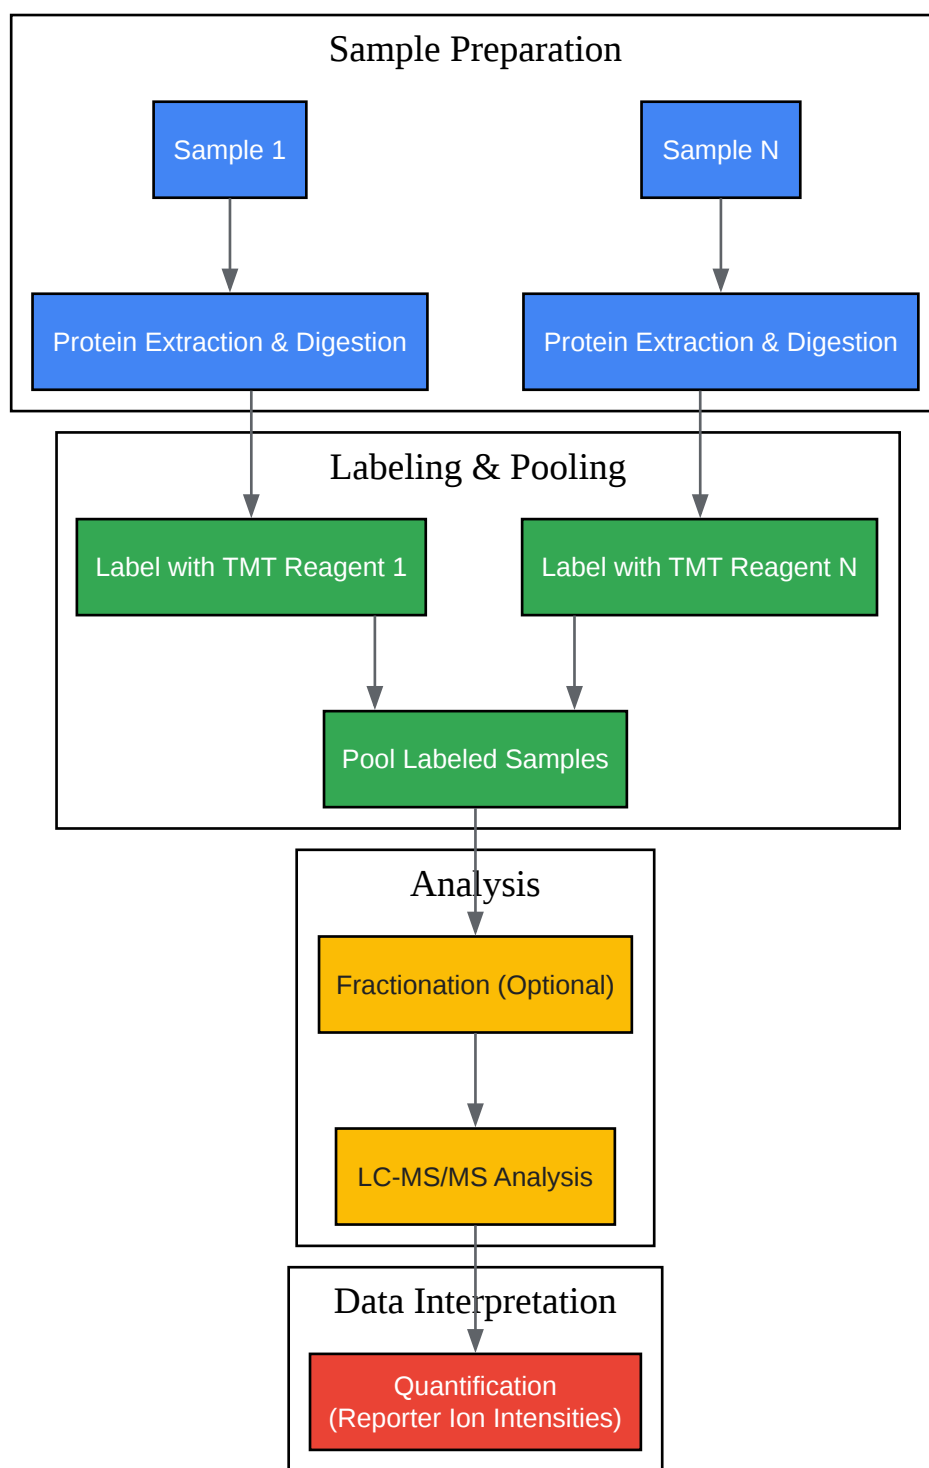 Sample Preparation
Sample 1
Sample N
Protein Extraction & Digestion
Protein Extraction & Digestion
Labeling & Pooling
Label with TMT Reagent 1
Label with TMT Reagent N
Pool Labeled Samples
Analysis
Fractionation (Optional)
LC-MS/MS Analysis
Data Interpretation
Quantification
(Reporter Ion Intensities)